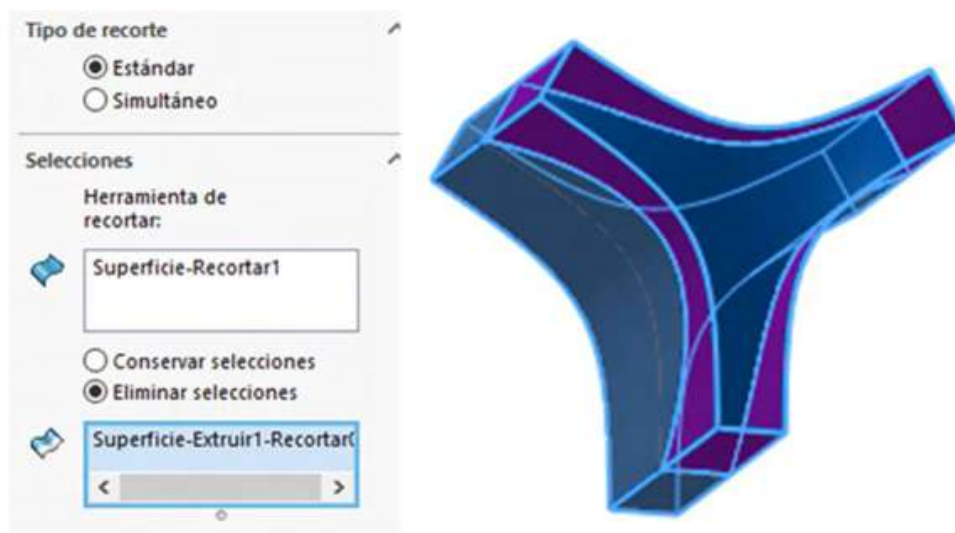 Tipo de recorte
Estándar
Simultáneo
Selecciones
Herramienta de
recortar:
Superficie-Recortar1
Conservar selecciones
Eliminar selecciones
Superficie-Extruir1-Recortar